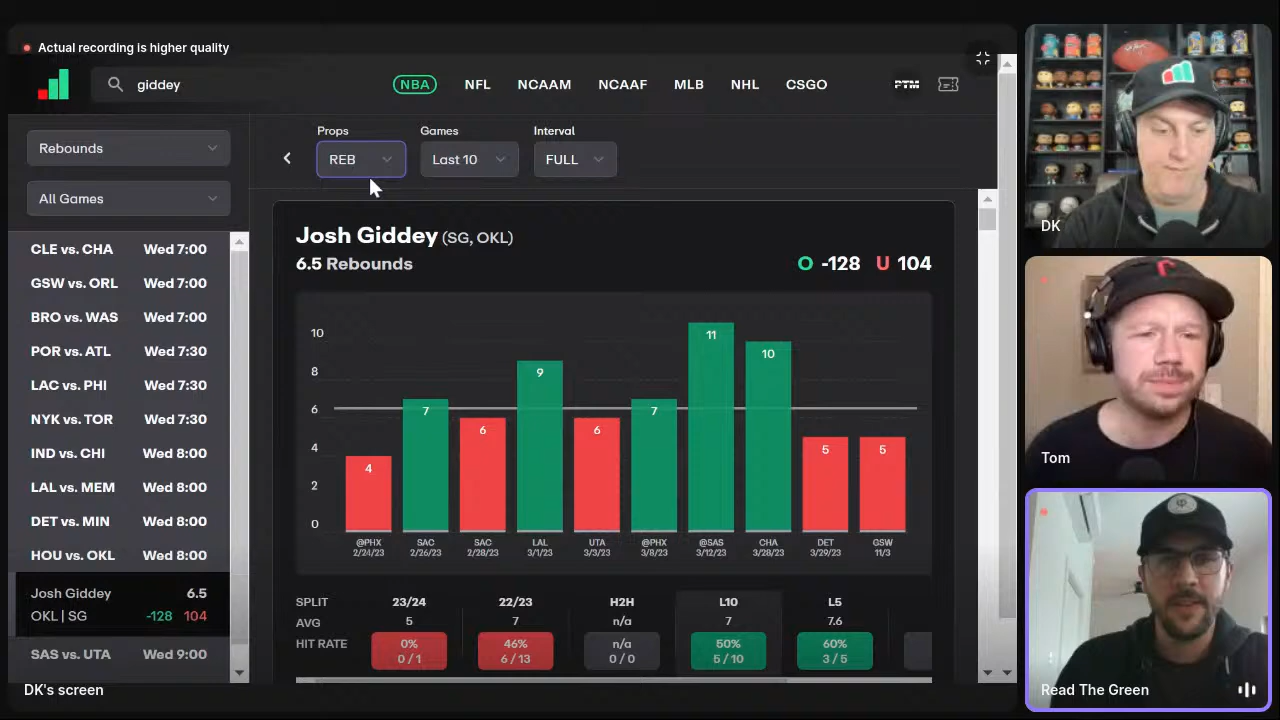 Actual recording is higher quality
giddey
NBA NFL NCAAM NCAAF MLB NHL CSGO PTM
Rebounds
All Games
Props Games Interval
REB Last 10 FULL
CLE vs. CHA Wed 7:00
GSW vs. ORL Wed 7:00
BRO vs. WAS Wed 7:00
POR vs. ATL Wed 7:30
LAC vs. PHI Wed 7:30
NYK vs. TOR Wed 7:30
IND vs. CHI Wed 8:00
LAL vs. MEM Wed 8:00
DET vs. MIN Wed 8:00
HOU vs. OKL Wed 8:00
Josh Giddey 6.5
OKL | SG -128 104
SAS vs. UTA Wed 9:00
Josh Giddey (SG, OKL)
6.5 Rebounds O -128 U 104
10
8
6
4
2
0
4 7 6 9 6 7 11 10 5 5
@PHX SAC SAC LAL UTA @PHX @SAS CHA DET GSW
2/24/23 2/26/23 2/28/23 3/1/23 3/3/23 3/8/23 3/12/23 3/28/23 3/29/23 11/3
SPLIT 23/24 22/23 H2H L10 L5
AVG 5 7 n/a 7 7.6
HIT RATE 0% 46% n/a 50% 60%
0 / 1 6 / 13 0 / 0 5 / 10 3 / 5
DK's screen
DK
Tom
Read The Green